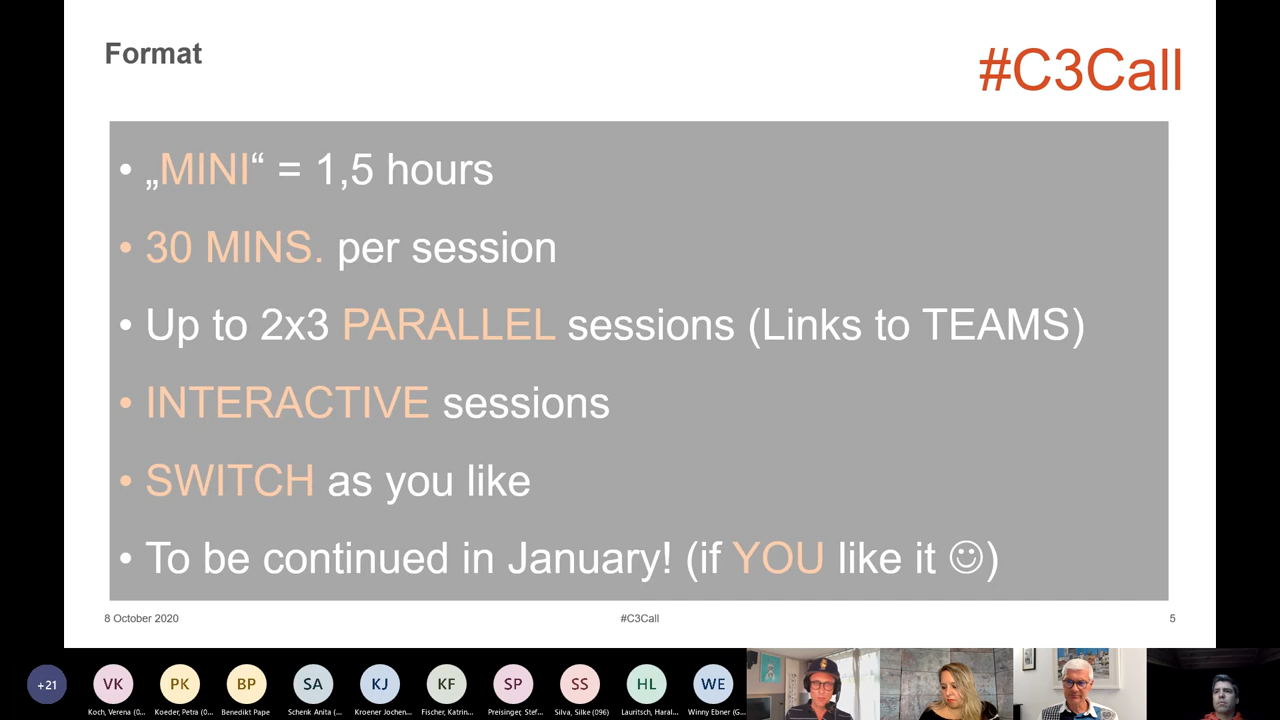 Format
#C3Call
• „MINI“ = 1,5 hours
• 30 MINS. per session
• Up to 2x3 PARALLEL sessions (Links to TEAMS)
• INTERACTIVE sessions
• SWITCH as you like
• To be continued in January! (if YOU like it ☺)
8 October 2020
#C3Call
5
+21
VK
PK
BP
SA
KJ
KF
SP
SS
HL
WE
Koch, Verena (0...
Koeder, Petra (0...
Benedikt Pape
Schenk Anita (...
Kroener Jochen...
Fischer, Katrin...
Preisinger, Stef...
Silva, Silke (096)
Lauritsch, Haral...
Winny Ebner (G...